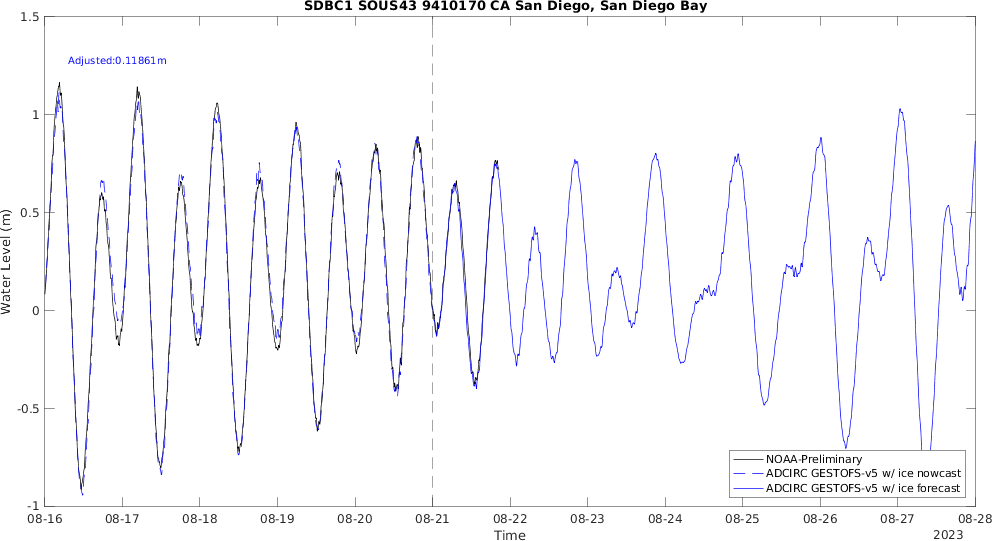 SDBC1 SOUS43 9410170 CA San Diego, San Diego Bay
Adjusted:0.11861m
Water Level (m)
1.5
1
0.5
0
-0.5
-1
NOAA-Preliminary
ADCIRC GESTOFS-v5 w/ ice nowcast
ADCIRC GESTOFS-v5 w/ ice forecast
08-16 08-17 08-18 08-19 08-20 08-21 08-22 08-23 08-24 08-25 08-26 08-27 08-28
Time
2023